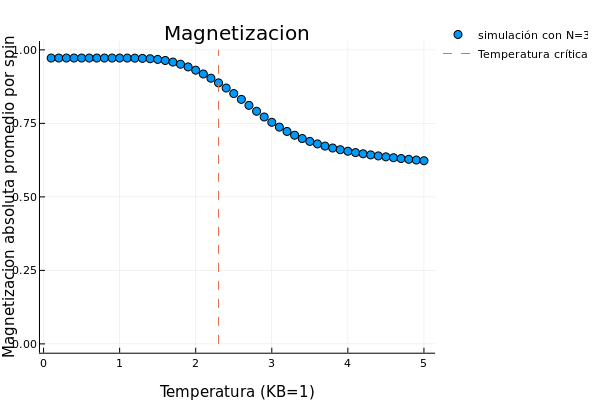 Magnetizacion
simulación con N=3
Temperatura crítica
Magnetizacion absoluta promedio por spin
1.00
0.75
0.50
0.25
0.00
0 1 2 3 4 5
Temperatura (KB=1)